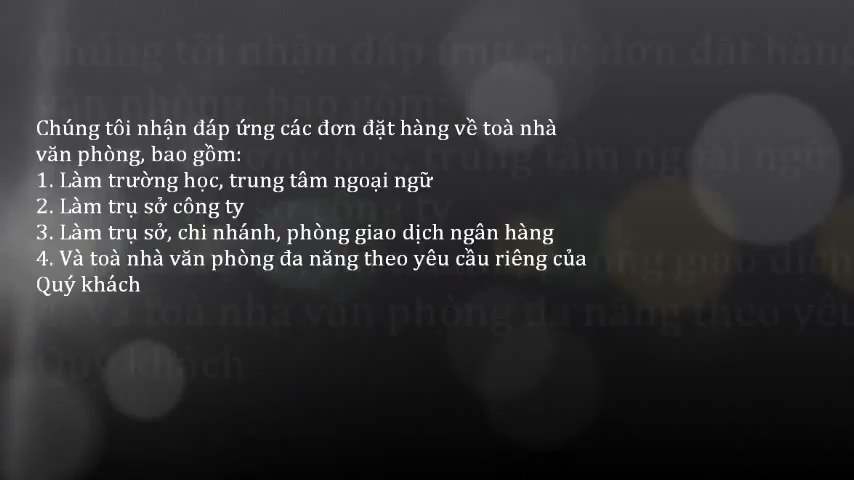 Chúng tôi nhận đáp ứng các đơn đặt hàng về toà nhà
văn phòng, bao gồm:
1. Làm trường học, trung tâm ngoại ngữ
2. Làm trụ sở công ty
3. Làm trụ sở, chi nhánh, phòng giao dịch ngân hàng
4. Và toà nhà văn phòng đa năng theo yêu cầu riêng của
Quý khách